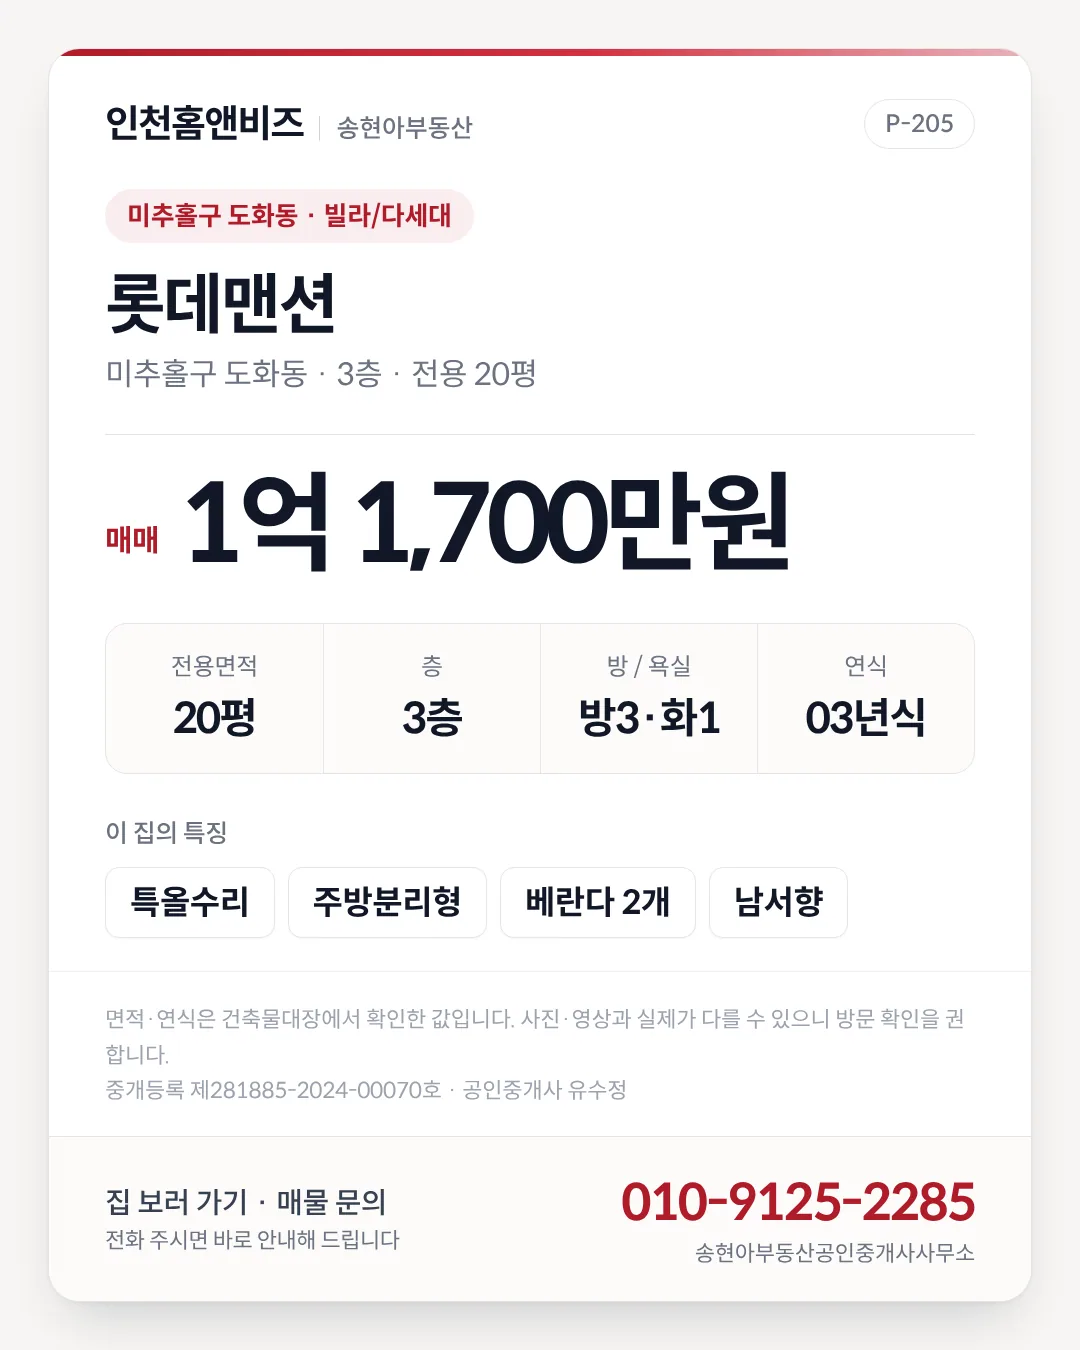 인천홈앤비즈 | 송현아부동산
P-205
미추홀구 도화동 · 빌라/다세대
롯데맨션
미추홀구 도화동 · 3층 · 전용 20평
매매 1억 1,700만원
전용면적 층 방 / 욕실 연식
20평 3층 방3·화1 03년식
이 집의 특징
특올수리 주방분리형 베란다 2개 남서향
면적·연식은 건축물대장에서 확인한 값입니다. 사진·영상과 실제가 다를 수 있으니 방문 확인을 권
합니다.
중개등록 제281885-2024-00070호 · 공인중개사 유수정
집 보러 가기 · 매물 문의
전화 주시면 바로 안내해 드립니다
010-9125-2285
송현아부동산공인중개사사무소